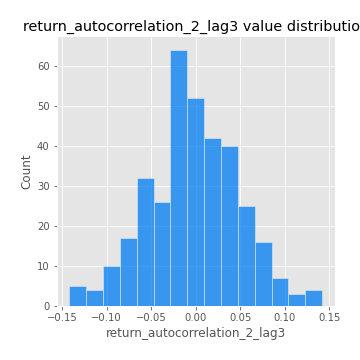 return_autocorrelation_2_lag3 value distributio
60
50
40
30
20
10
0
Count
−0.15 −0.10 −0.05 0.00 0.05 0.10 0.15
return_autocorrelation_2_lag3